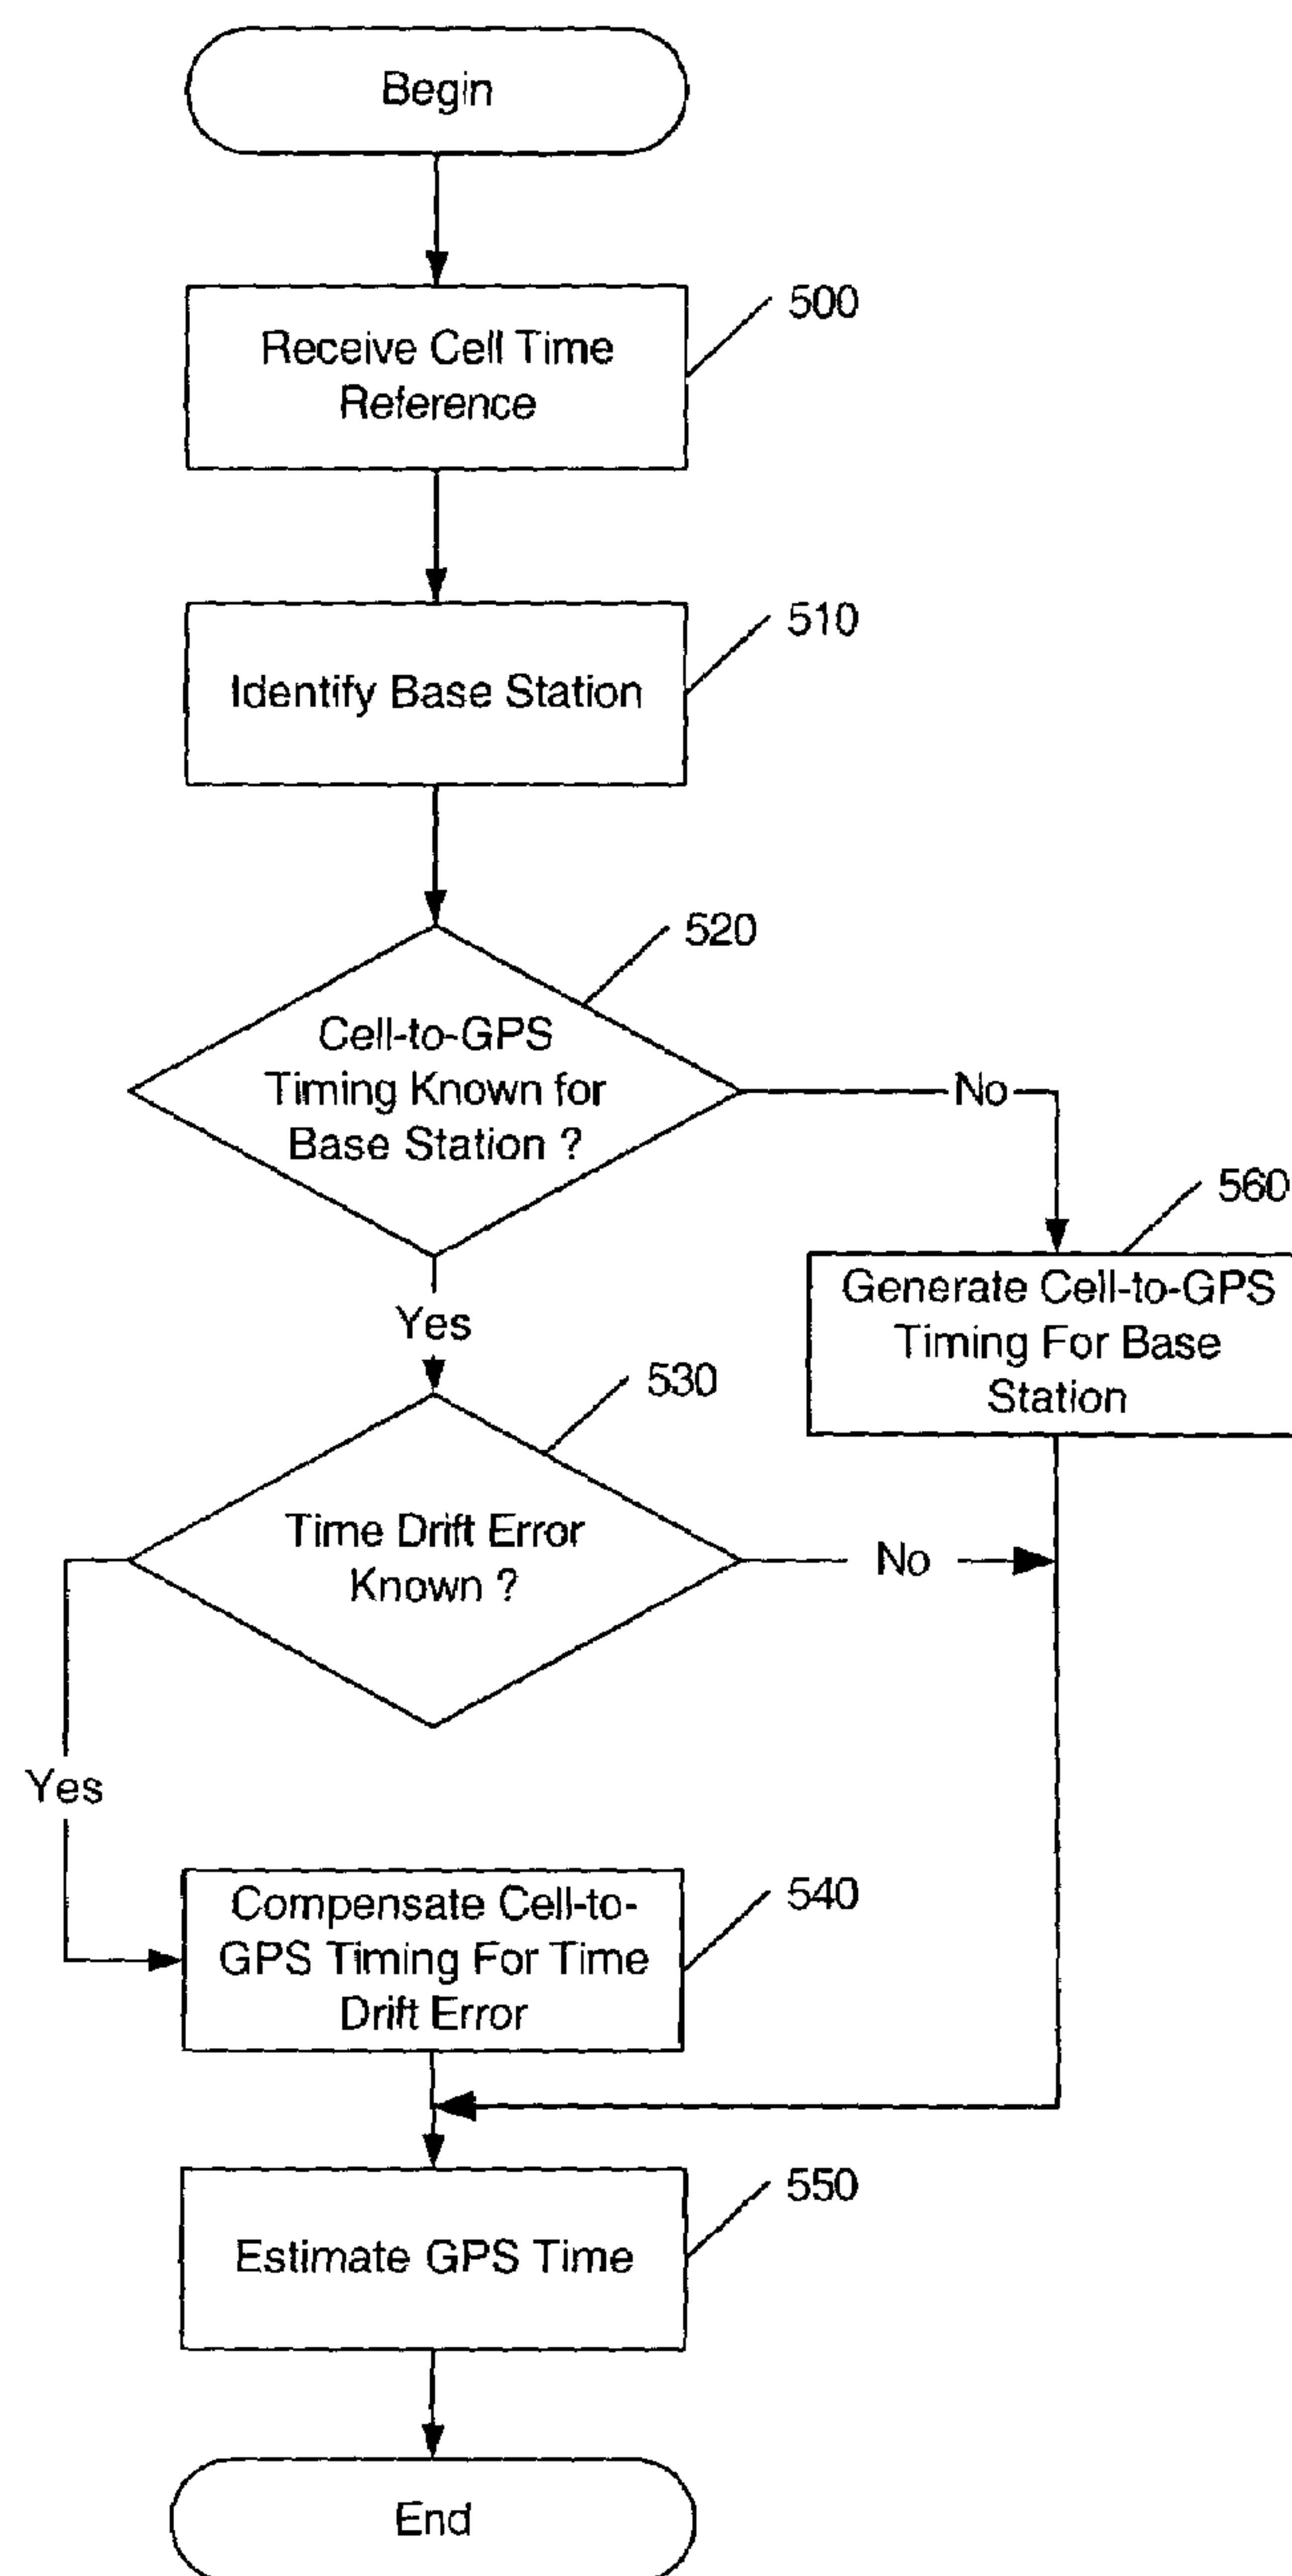 Begin
500
Receive Cell Time
Reference
510
Identify Base Station
520
Cell-to-GPS
Timing Known for
Base Station ?
No
560
Generate Cell-to-GPS
Timing For Base
Station
Yes
530
Time Drift Error
Known ?
No
Yes
540
Compensate Cell-to-
GPS Timing For Time
Drift Error
550
Estimate GPS Time
End